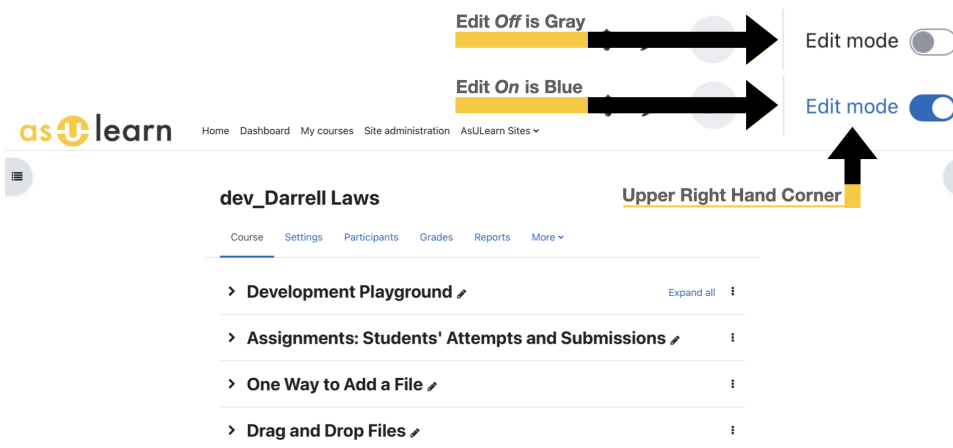 Edit Off is Gray
Edit mode
Edit On is Blue
Edit mode
asULearn
Home Dashboard My courses Site administration AsULearn Sites
Upper Right Hand Corner
dev_Darrell Laws
Course Settings Participants Grades Reports More
Development Playground
Expand all
Assignments: Students' Attempts and Submissions
One Way to Add a File
Drag and Drop Files